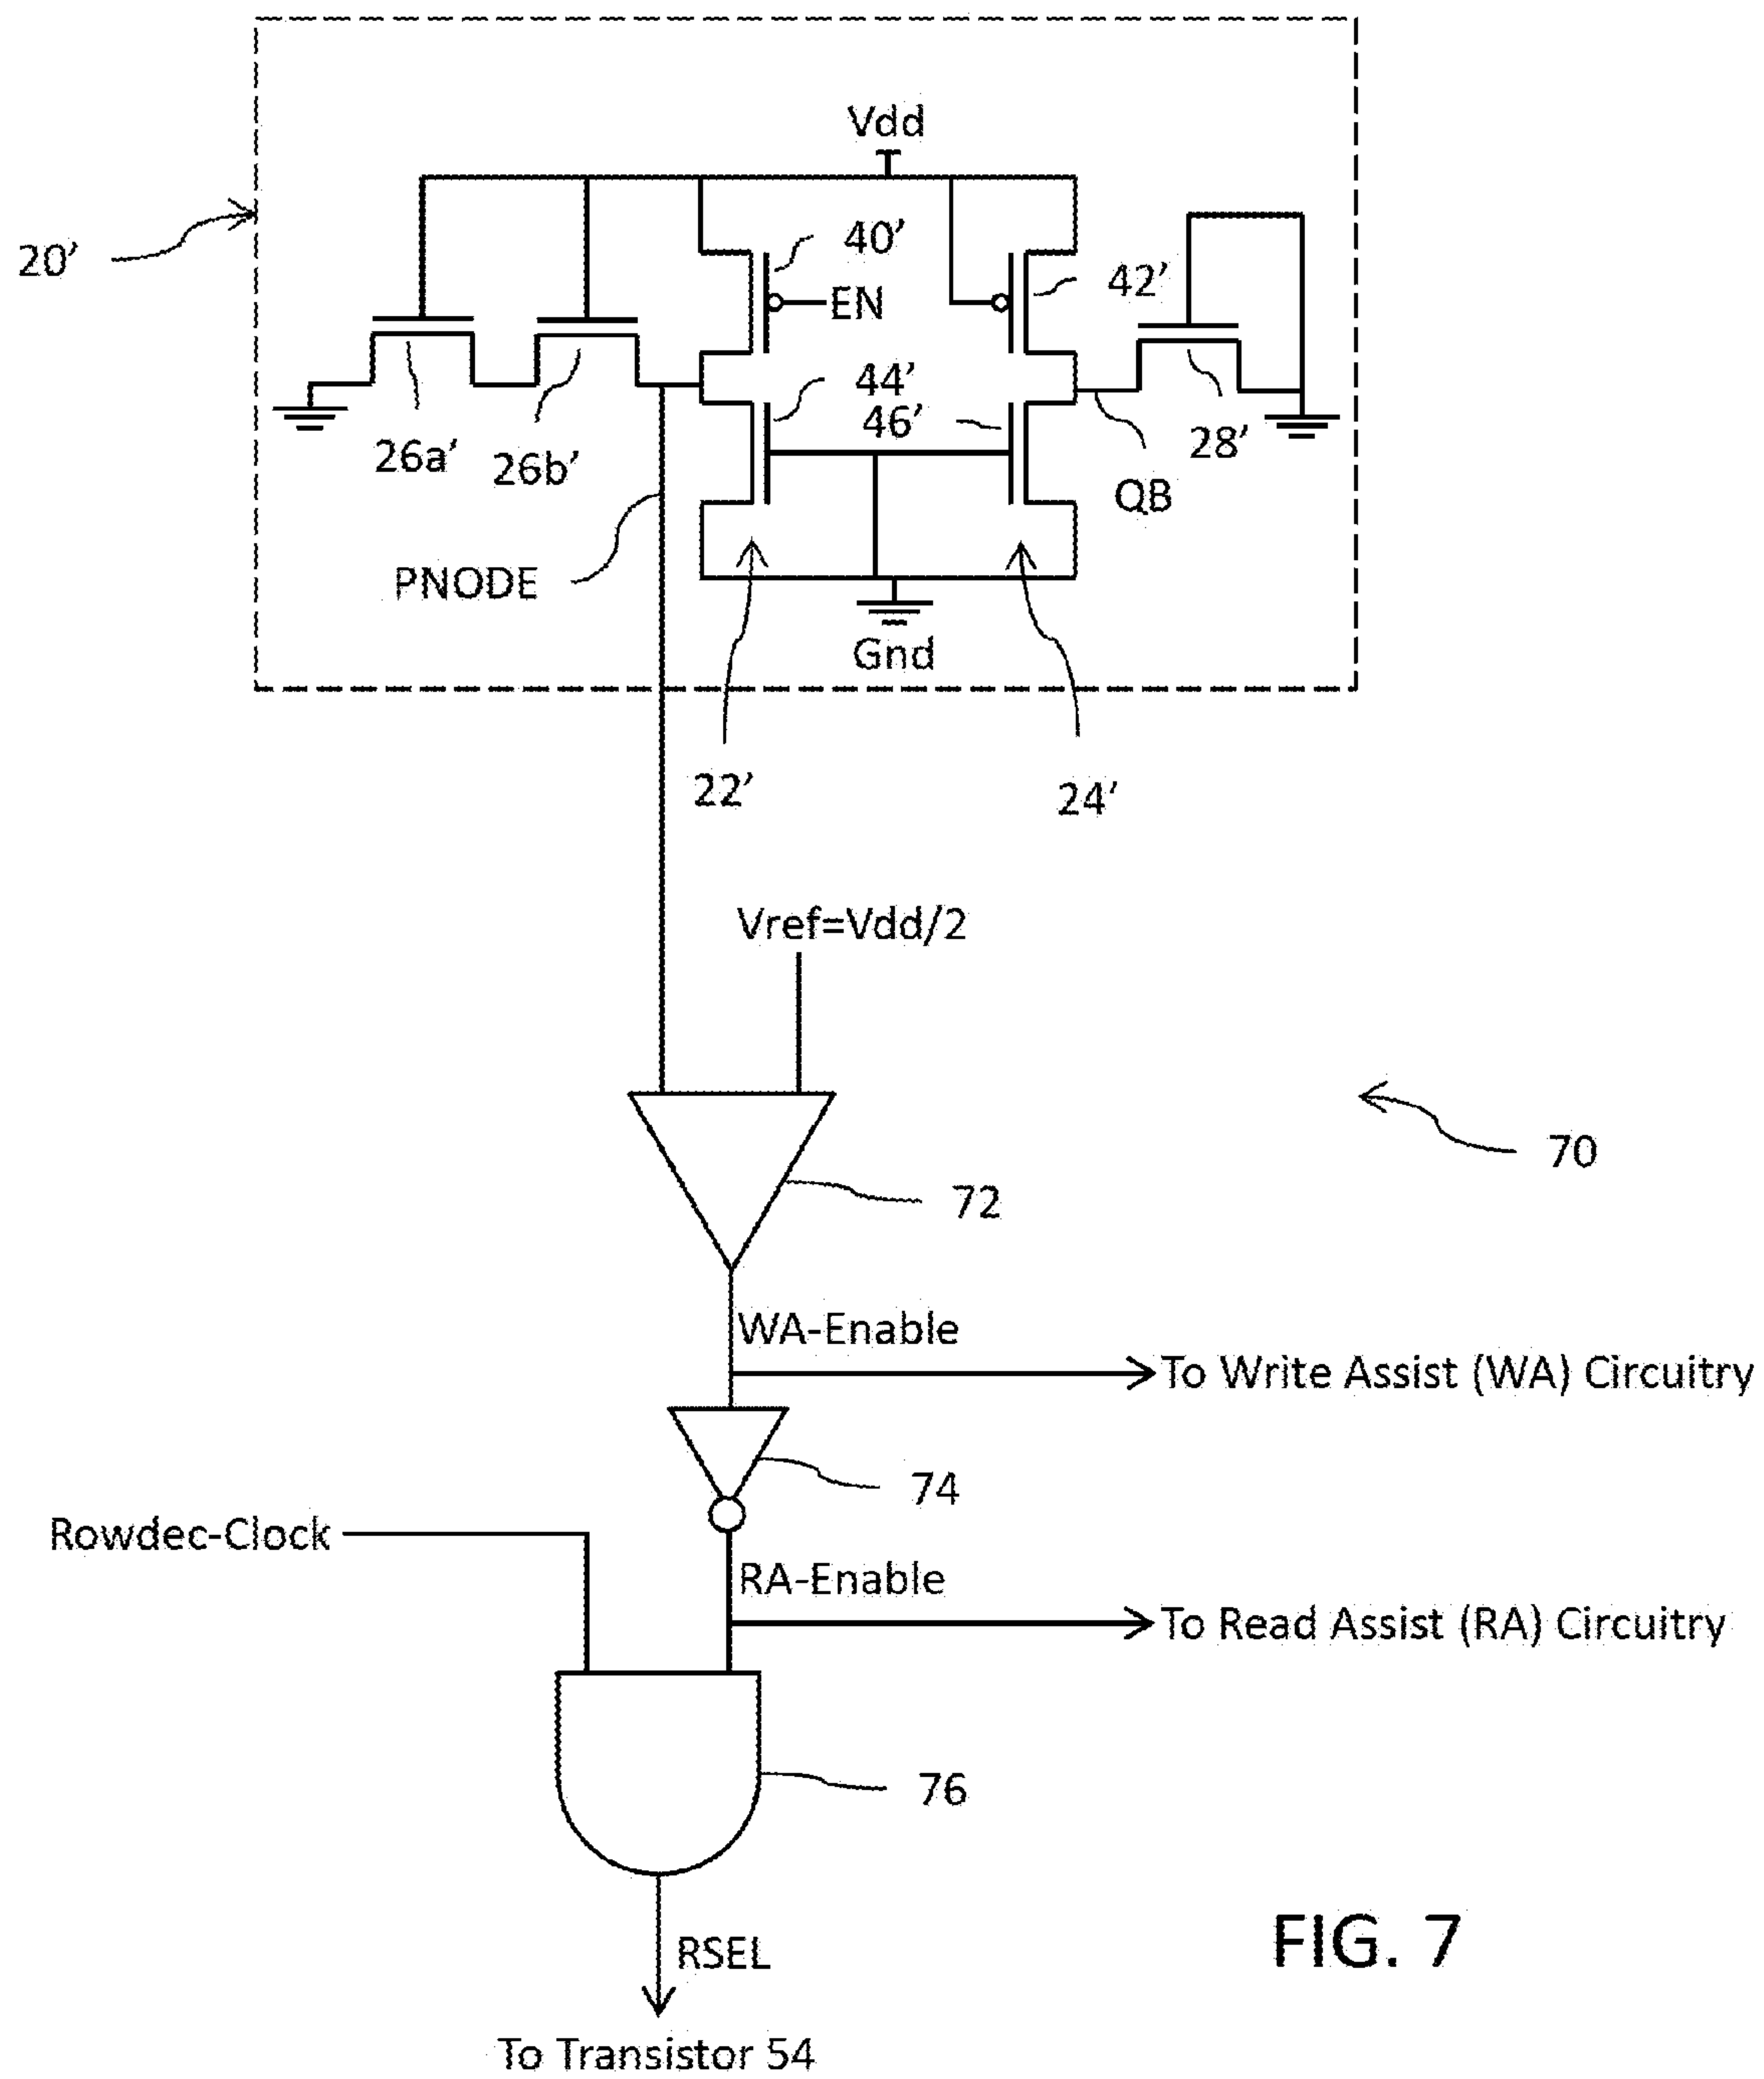 Vdd
20’
40’
EN
42’
44’
46’
26a’
26b’
28’
QB
PNODE
Gnd
22’
24’
Vref=Vdd/2
70
72
WA-Enable
To Write Assist (WA) Circuitry
74
Rowdec-Clock
RA-Enable
To Read Assist (RA) Circuitry
76
RSEL
FIG. 7
To Transistor 54